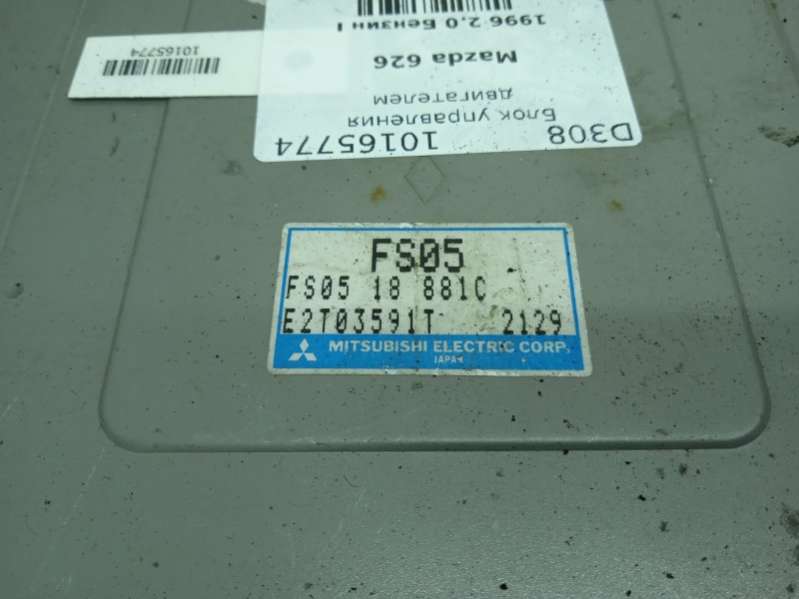 D308 10165774
Блок управления
двигателем
Mazda 626
1996 2.0 Бензин I
10165774
FS05
FS05 18 881C
E2T03591T 2129
MITSUBISHI ELECTRIC CORP.
JAPAN